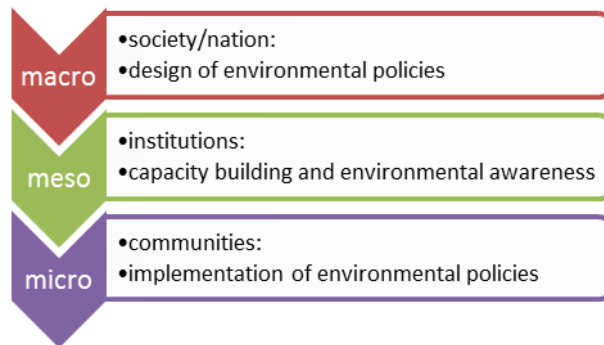 macro
•society/nation:
•design of environmental policies
meso
•institutions:
•capacity building and environmental awareness
micro
•communities:
•implementation of environmental policies